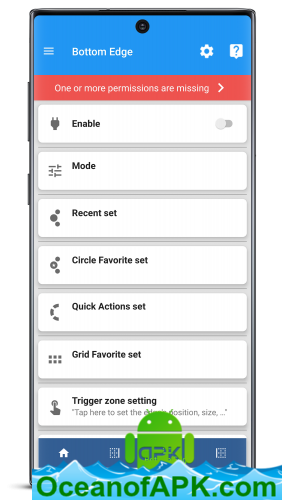 Bottom Edge
One or more permissions are missing
Enable
Mode
Recent set
Circle Favorite set
Quick Actions set
Grid Favorite set
Trigger zone setting
"Tap here to set the edge's position, size, ..."
APK
OceanofAPK.com